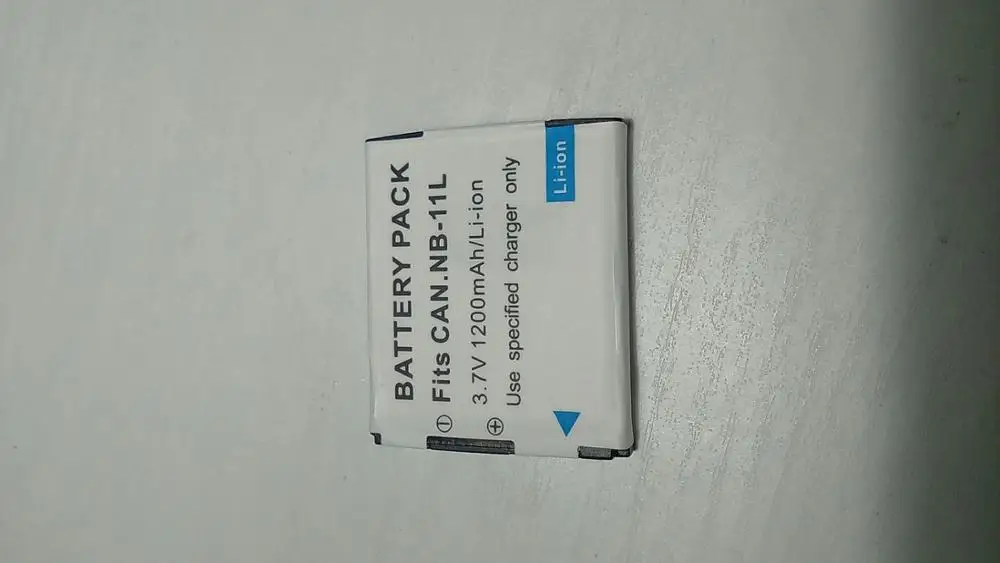 BATTERY PACK
⊖ Fits CAN.NB-11L
3.7V 1200mAh/Li-ion
⊕ Use specified charger only
Li-ion